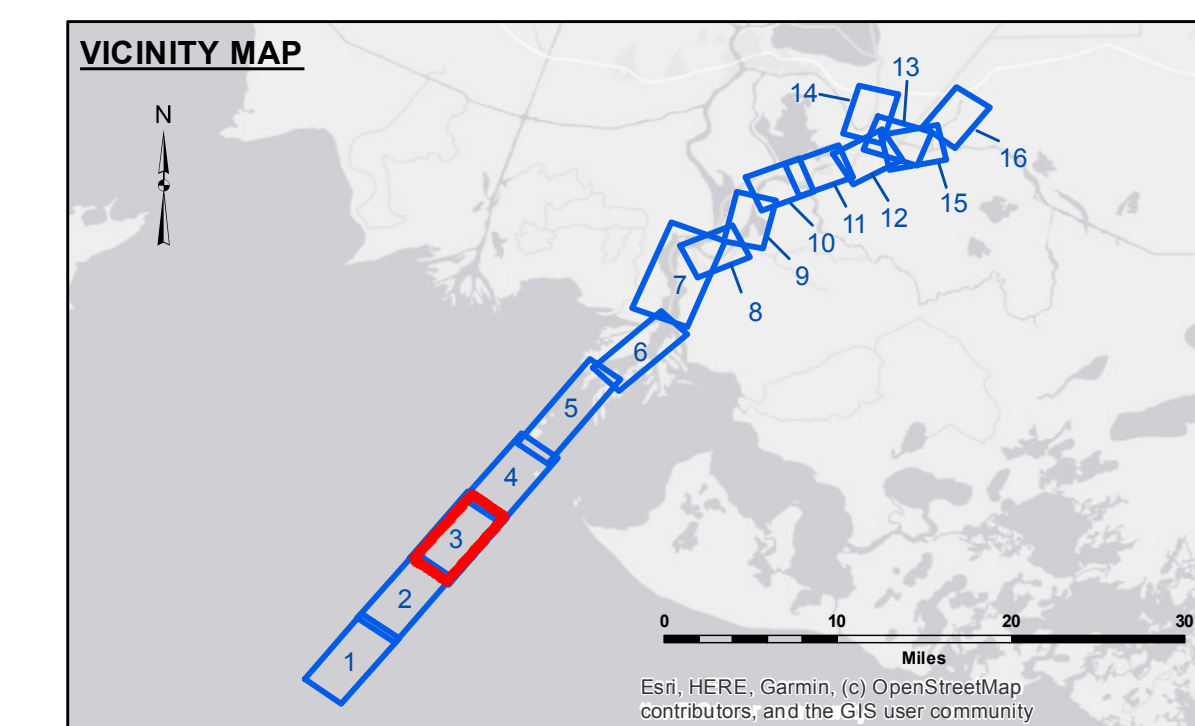 VICINITY MAP
N
13
14
16
15
12
11
10
9
8
7
6
5
4
3
2
1
0 10 20 30
Miles
Esri, HERE, Garmin, (c) OpenStreetMap
contributors, and the GIS user community